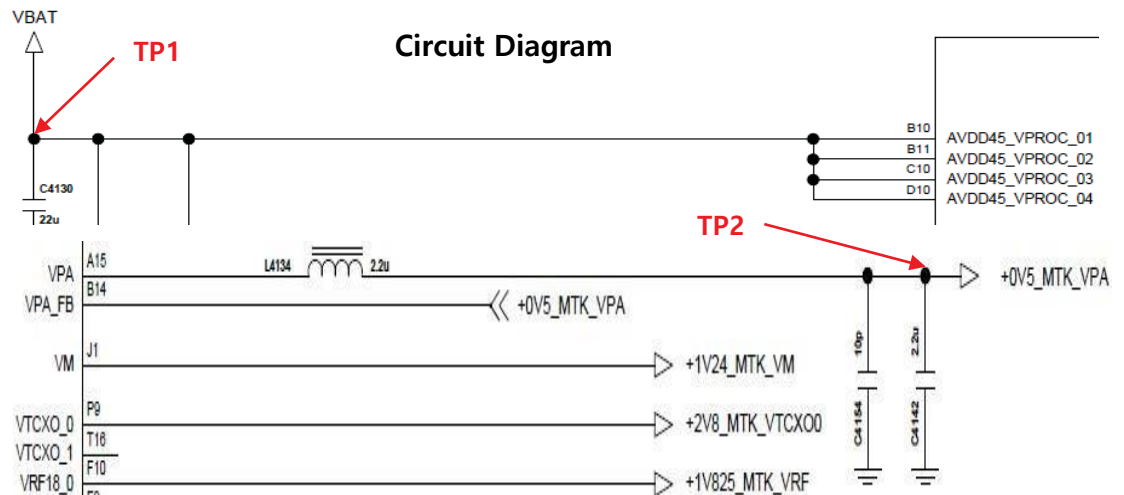 VBAT
TP1
Circuit Diagram
B10
AVDD45_VPROC_01
B11
AVDD45_VPROC_02
C10
AVDD45_VPROC_03
D10
AVDD45_VPROC_04
C4130
22u
TP2
VPA
A15
L4134
2.2u
+0V5_MTK_VPA
VPA_FB
B14
+0V5_MTK_VPA
10p
2.2u
VM
J1
+1V24_MTK_VM
C4154
C4142
VTCXO_0
P9
+2V8_MTK_VTCXO0
VTCXO_1
T16
VRF18_0
F10
+1V825_MTK_VRF